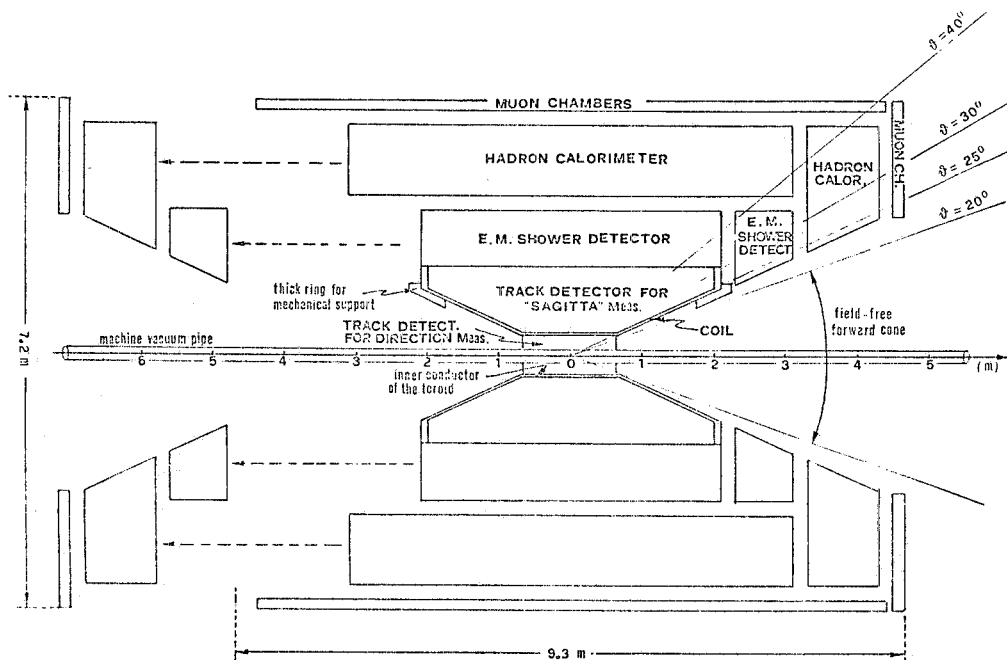 ϑ = 40°
MUON CHAMBERS
ϑ = 30°
MUON CH.
HADRON CALORIMETER
HADRON
CALOR,
ϑ = 25°
ϑ = 20°
E.M. SHOWER DETECTOR
E.M.
SHOWER
DETECT.
thick ring for
mechanical support
TRACK DETECTOR FOR
"SAGITTA" Meas.
7.2 m
TRACK DETECT.
FOR DIRECTION Meas.
COIL
field-free
forward cone
machine vacuum pipe
6 5 4 3 2 1 0 1 2 3 4 5 (m)
inner conductor
of the toroid
9.3 m